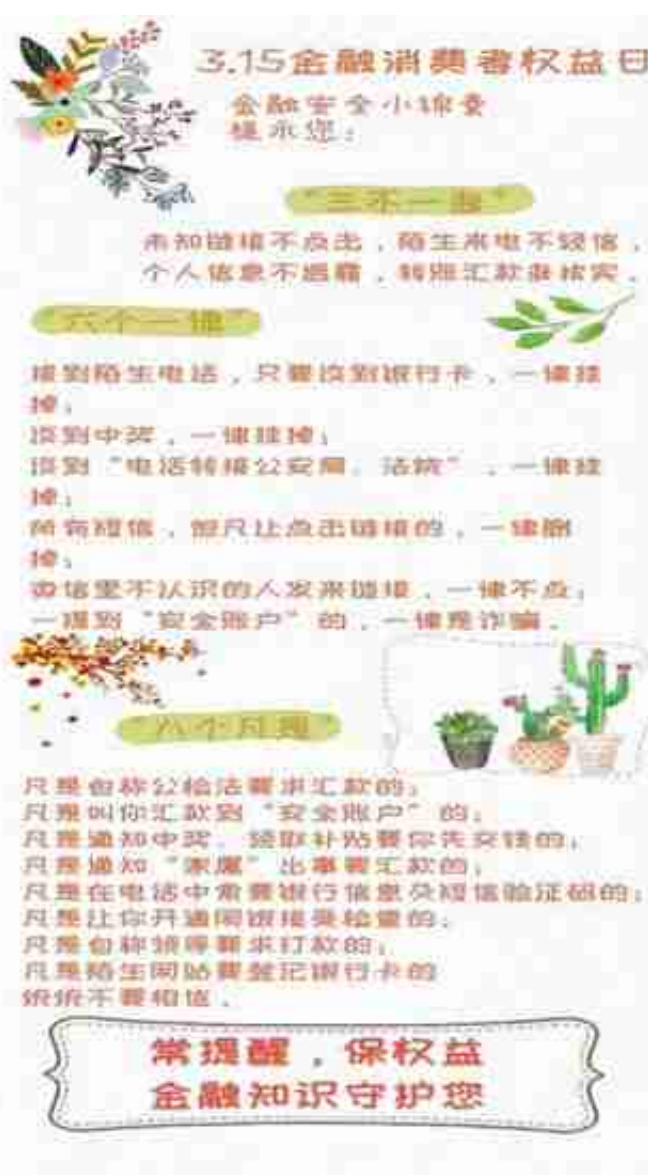 3.15金融消费者权益日
金融安全小锦囊
提示您：
“三不一多”
未知链接不点击，陌生来电不轻信，
个人信息不透露，转账汇款多核实。
六个一律
接到陌生电话，只要谈到银行卡，一律挂
掉；
谈到中奖，一律挂掉；
谈到“电话转接公安局、法院”，一律挂
掉；
所有短信，但凡让点击链接的，一律删
掉；
微信里不认识的人发来链接，一律不点；
一提到“安全账户”的，一律是诈骗。
八个凡是
凡是自称公检法要求汇款的；
凡是叫你汇款到“安全账户”的；
凡是通知中奖、领取补贴要你先交钱的；
凡是通知“家属”出事要汇款的；
凡是在电话中索要银行信息及短信验证码的；
凡是让你开通网银接受检查的；
凡是自称领导要求打款的；
凡是陌生网站要登记银行卡的
统统不要相信。
常提醒，保权益
金融知识守护您